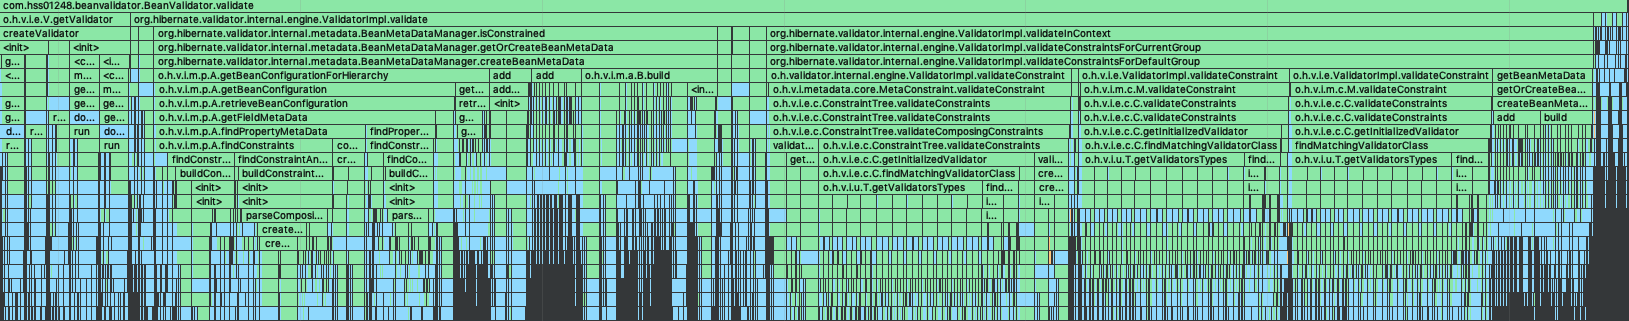 com.hss01248.beanvalidator.BeanValidator.validate
o.h.v.i.e.V.getValidator org.hibernate.validator.internal.engine.ValidatorImpl.validate
createValidator org.hibernate.validator.internal.metadata.BeanMetaDataManager.isConstrained org.hibernate.validator.internal.engine.ValidatorImpl.validateInContext
<init> <init> org.hibernate.validator.internal.metadata.BeanMetaDataManager.getOrCreateBeanMetaData org.hibernate.validator.internal.engine.ValidatorImpl.validateConstraintsForCurrentGroup
g... <c... <i... org.hibernate.validator.internal.metadata.BeanMetaDataManager.createBeanMetaData org.hibernate.validator.internal.engine.ValidatorImpl.validateConstraintsForDefaultGroup
<... m... <c... o.h.v.i.m.p.A.getBeanConfigurationForHierarchy add add o.h.v.i.m.a.B.build o.h.validator.internal.engine.ValidatorImpl.validateConstraint o.h.v.i.e.ValidatorImpl.validateConstraint o.h.v.i.e.ValidatorImpl.validateConstraint getBeanMetaData
ge... m... o.h.v.i.m.p.A.getBeanConfiguration get... add... <in... o.h.v.i.metadata.core.MetaConstraint.validateConstraint o.h.v.i.m.c.M.validateConstraint o.h.v.i.m.c.M.validateConstraint getOrCreateBea...
g... ge... ge... o.h.v.i.m.p.A.retrieveBeanConfiguration retr... <init> o.h.v.i.e.c.ConstraintTree.validateConstraints o.h.v.i.e.c.C.validateConstraints o.h.v.i.e.c.C.validateConstraints createBeanMeta...
g... r... do... ge... o.h.v.i.m.p.A.getFieldMetaData g... o.h.v.i.e.c.ConstraintTree.validateConstraints o.h.v.i.e.c.C.validateConstraints o.h.v.i.e.c.C.validateConstraints add build
d... r... run do... o.h.v.i.m.p.A.findPropertyMetaData findProper... g... o.h.v.i.e.c.ConstraintTree.validateComposingConstraints o.h.v.i.e.c.C.getInitializedValidator o.h.v.i.e.c.C.getInitializedValidator
r... run o.h.v.i.m.p.A.findConstraints co... findConstr... validat... o.h.v.i.e.c.ConstraintTree.validateConstraints o.h.v.i.e.c.C.findMatchingValidatorClass findMatchingValidatorClass
findConstr... findConstraintAn... cr... findCo... get... o.h.v.i.e.c.C.getInitializedValidator vali... o.h.v.i.u.T.getValidatorsTypes find... o.h.v.i.u.T.getValidatorsTypes find...
buildCon... buildConstraint... buildC... o.h.v.i.e.c.C.findMatchingValidatorClass cre... i... i...
<init> <init> <init> o.h.v.i.u.T.getValidatorsTypes find... cre... i... i...
<init> <init> <init> i... i...
parseComposi... pars... i...
create...
cre...